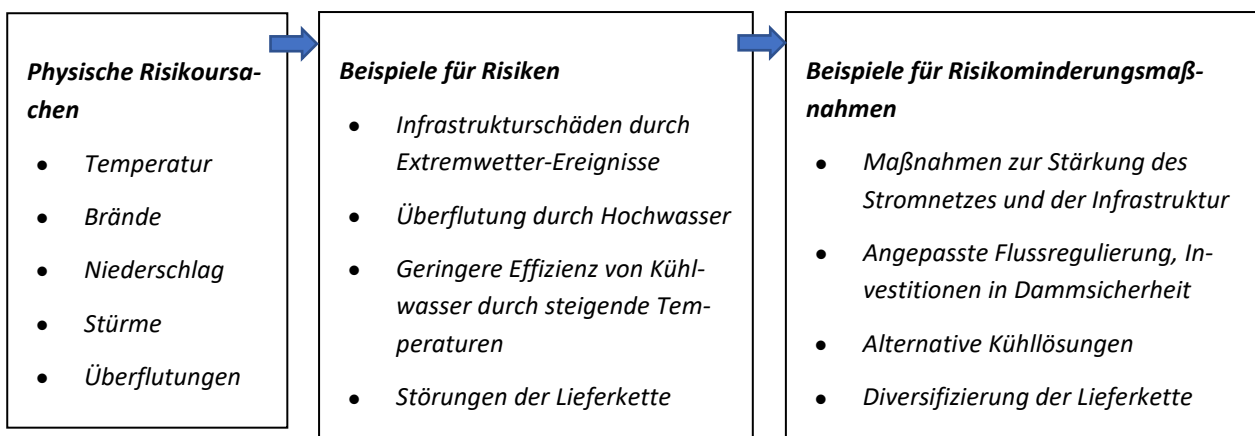 Physische Risikoursa-
chen
● Temperatur
● Brände
● Niederschlag
● Stürme
● Überflutungen
Beispiele für Risiken
● Infrastrukturschäden durch
Extremwetter-Ereignisse
● Überflutung durch Hochwasser
● Geringere Effizienz von Kühl-
wasser durch steigende Tem-
peraturen
● Störungen der Lieferkette
Beispiele für Risikominderungsmaß-
nahmen
● Maßnahmen zur Stärkung des
Stromnetzes und der Infrastruktur
● Angepasste Flussregulierung, In-
vestitionen in Dammsicherheit
● Alternative Kühllösungen
● Diversifizierung der Lieferkette